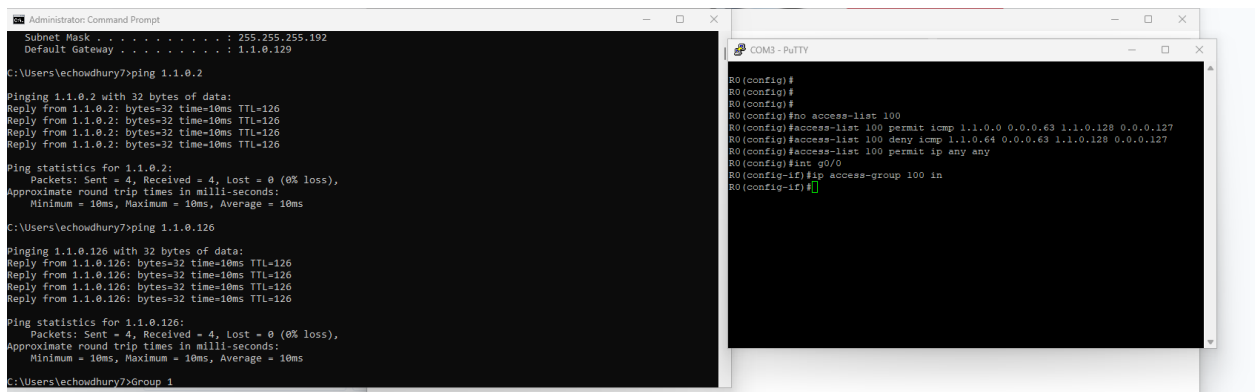 Administrator: Command Prompt
Subnet Mask . . . . . . . . . . . : 255.255.255.192
Default Gateway . . . . . . . . . : 1.1.0.129
C:\Users\echowdhury7>ping 1.1.0.2
Pinging 1.1.0.2 with 32 bytes of data:
Reply from 1.1.0.2: bytes=32 time=10ms TTL=126
Reply from 1.1.0.2: bytes=32 time=10ms TTL=126
Reply from 1.1.0.2: bytes=32 time=10ms TTL=126
Reply from 1.1.0.2: bytes=32 time=10ms TTL=126
Ping statistics for 1.1.0.2:
Packets: Sent = 4, Received = 4, Lost = 0 (0% loss),
Approximate round trip times in milli-seconds:
Minimum = 10ms, Maximum = 10ms, Average = 10ms
C:\Users\echowdhury7>ping 1.1.0.126
Pinging 1.1.0.126 with 32 bytes of data:
Reply from 1.1.0.126: bytes=32 time=10ms TTL=126
Reply from 1.1.0.126: bytes=32 time=10ms TTL=126
Reply from 1.1.0.126: bytes=32 time=10ms TTL=126
Reply from 1.1.0.126: bytes=32 time=10ms TTL=126
Ping statistics for 1.1.0.126:
Packets: Sent = 4, Received = 4, Lost = 0 (0% loss),
Approximate round trip times in milli-seconds:
Minimum = 10ms, Maximum = 10ms, Average = 10ms
C:\Users\echowdhury7>Group 1
COM3 - PuTTY
R0(config)#
R0(config)#
R0(config)#
R0(config)#no access-list 100
R0(config)#access-list 100 permit icmp 1.1.0.0 0.0.0.63 1.1.0.128 0.0.0.127
R0(config)#access-list 100 deny icmp 1.1.0.64 0.0.0.63 1.1.0.128 0.0.0.127
R0(config)#access-list 100 permit ip any any
R0(config)#int g0/0
R0(config-if)#ip access-group 100 in
R0(config-if)#